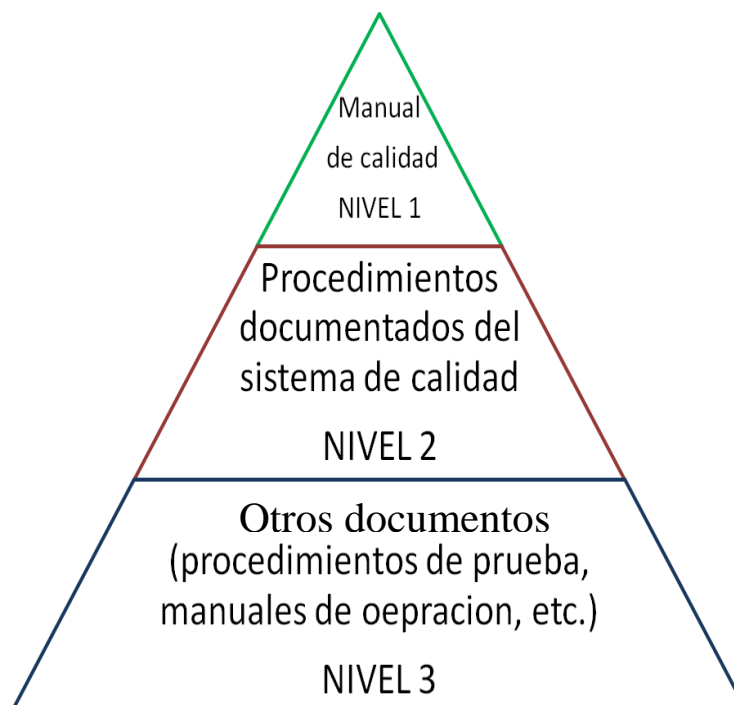 Manual
de calidad
NIVEL 1
Procedimientos
documentados del
sistema de calidad
NIVEL 2
Otros documentos
(procedimientos de prueba,
manuales de oepracion, etc.)
NIVEL 3